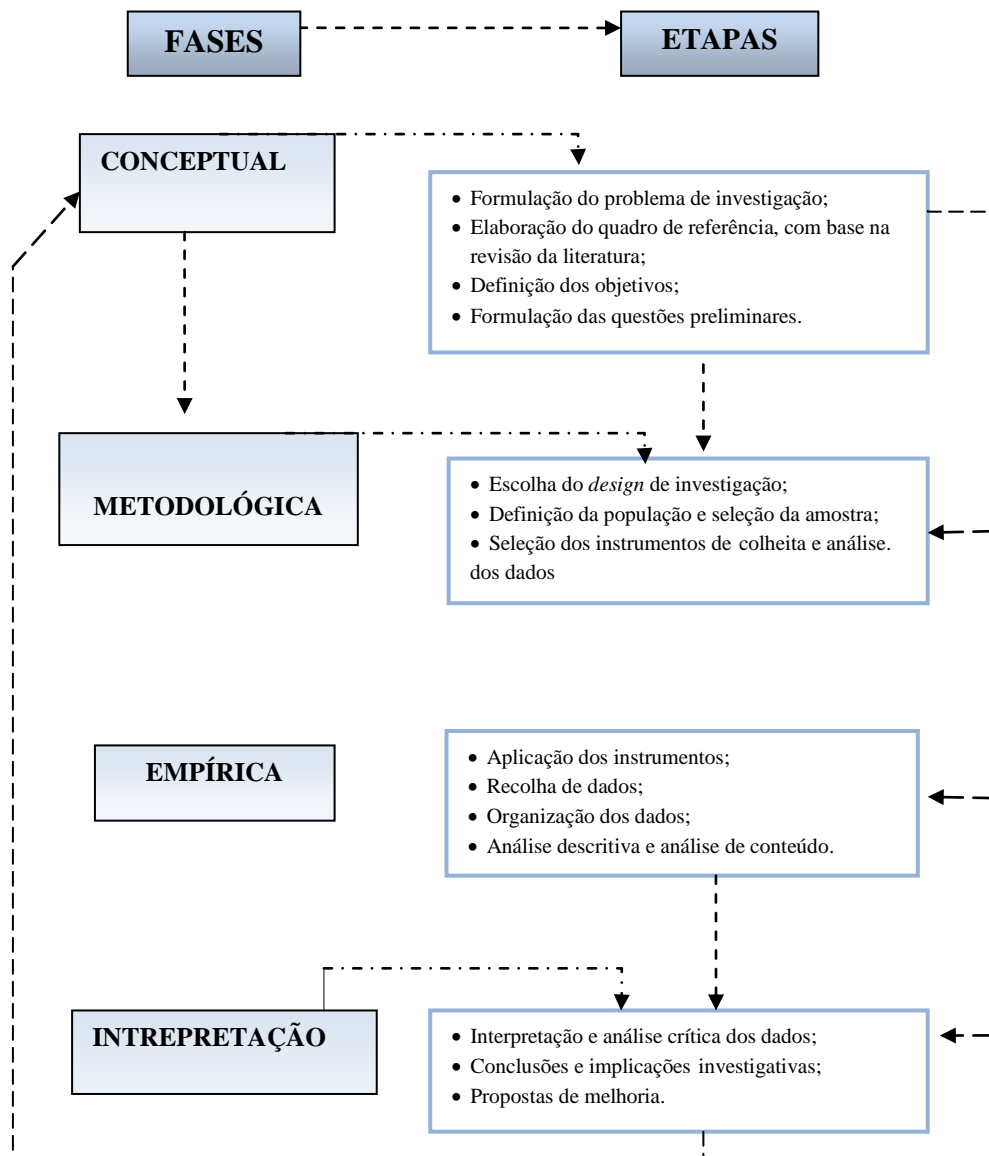 FASES
ETAPAS
CONCEPTUAL
• Formulação do problema de investigação;
• Elaboração do quadro de referência, com base na
revisão da literatura;
• Definição dos objetivos;
• Formulação das questões preliminares.
METODOLÓGICA
• Escolha do design de investigação;
• Definição da população e seleção da amostra;
• Seleção dos instrumentos de colheita e análise.
dos dados
EMPÍRICA
• Aplicação dos instrumentos;
• Recolha de dados;
• Organização dos dados;
• Análise descritiva e análise de conteúdo.
INTREPRETAÇÃO
• Interpretação e análise crítica dos dados;
• Conclusões e implicações investigativas;
• Propostas de melhoria.